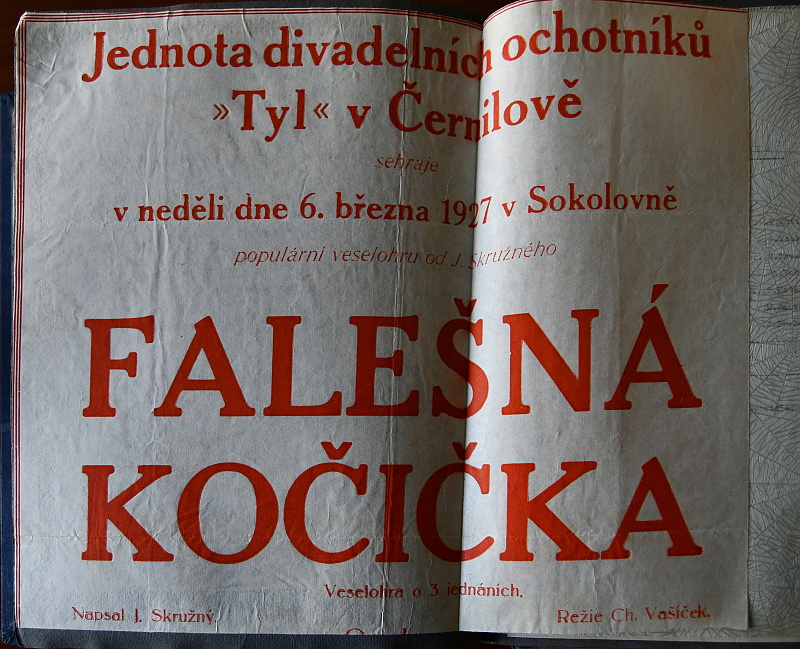 Jednota divadelních ochotníků
»Tyl« v Černilově
sehraje
v neděli dne 6. března 1927 v Sokolovně
populární veselohru od J. Skružného
FALEŠNÁ
KOČIČKA
Veselohra o 3 jednáních.
Napsal J. Skružný. Režie Ch. Vašíček.